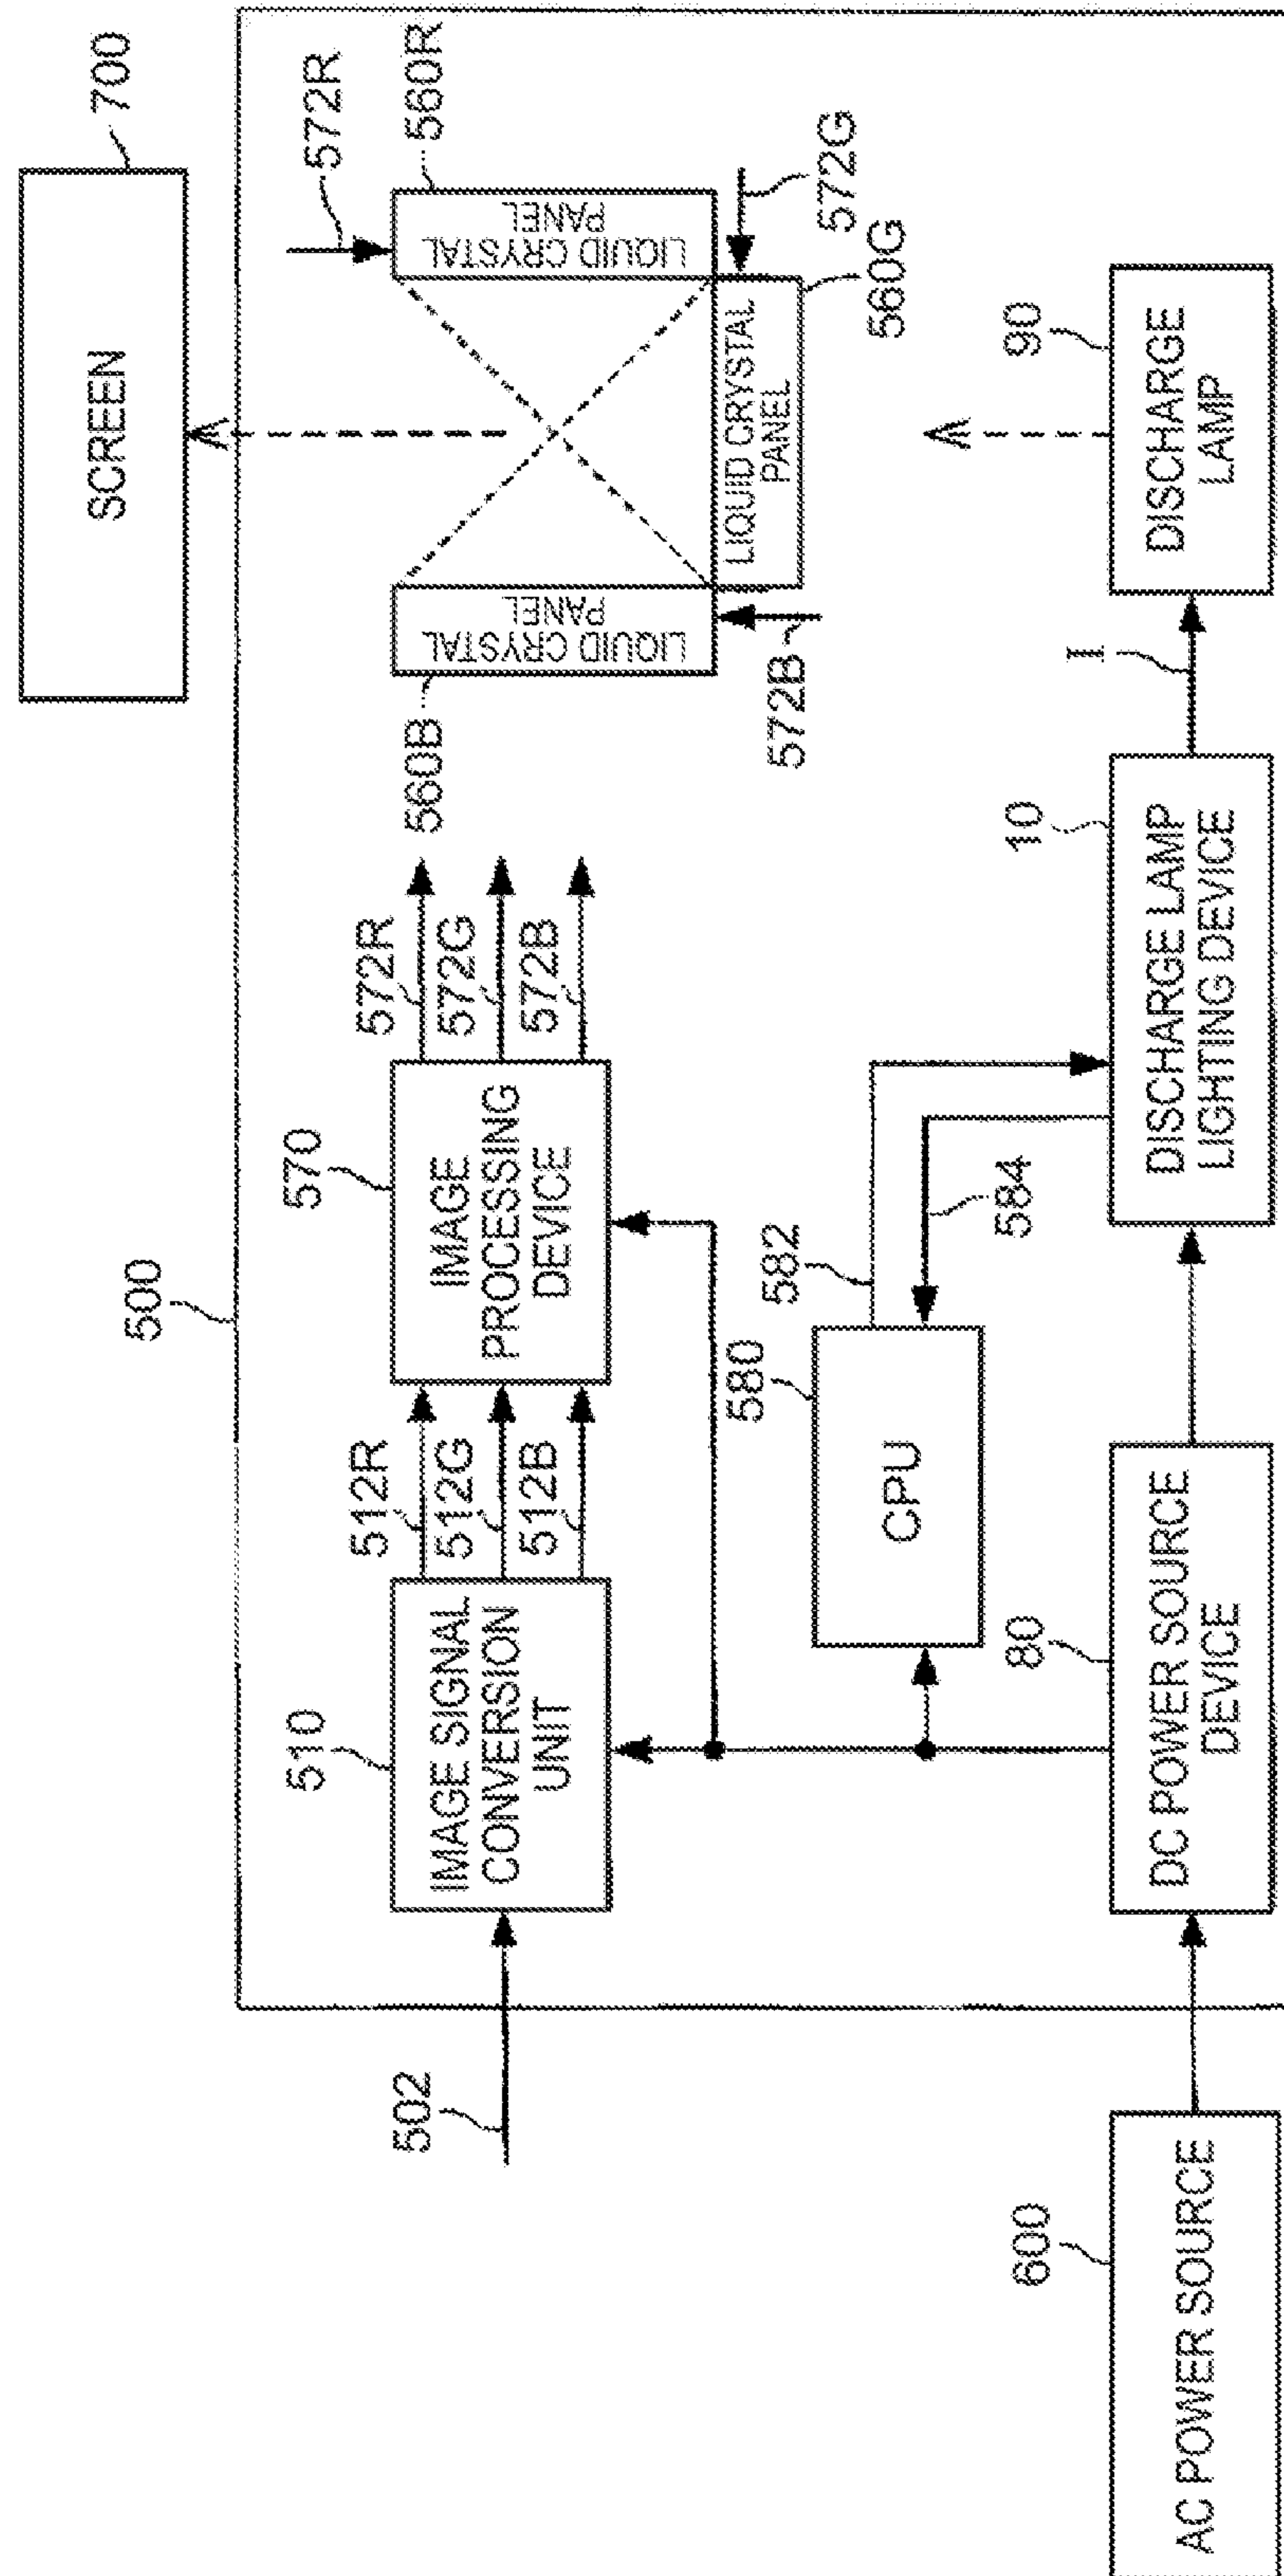 SCREEN
700
500
502
510
IMAGE SIGNAL
CONVERSION
UNIT
512R
512G
512B
570
IMAGE
PROCESSING
DEVICE
572R
572G
572B
560B
LIQUID CRYSTAL
PANEL
572B
572R
560R
LIQUID CRYSTAL
PANEL
572G
560G
LIQUID CRYSTAL
PANEL
580
CPU
582
584
600
AC POWER SOURCE
80
DC POWER SOURCE
DEVICE
10
DISCHARGE LAMP
LIGHTING DEVICE
I
90
DISCHARGE
LAMP